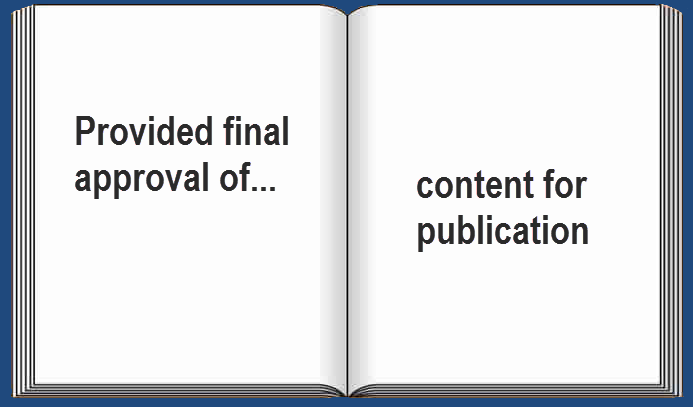 Provided final
approval of...
content for
publication